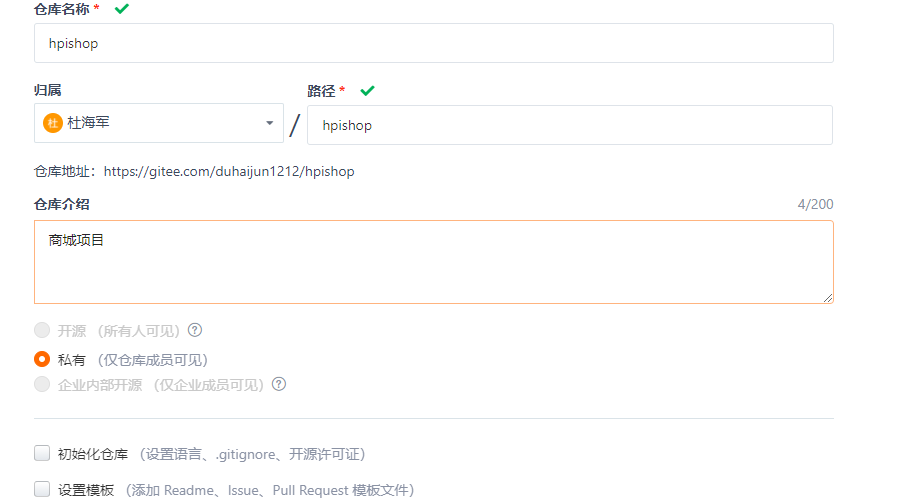 仓库名称 *
hpishop
归属
路径 *
杜 杜海军 / hpishop
仓库地址：https://gitee.com/duhaijun1212/hpishop
仓库介绍 4/200
商城项目
开源 （所有人可见） ?
私有 （仅仓库成员可见）
企业内部开源 （仅企业成员可见） ?
初始化仓库 （设置语言、.gitignore、开源许可证）
设置模板 （添加 Readme、Issue、Pull Request 模板文件）